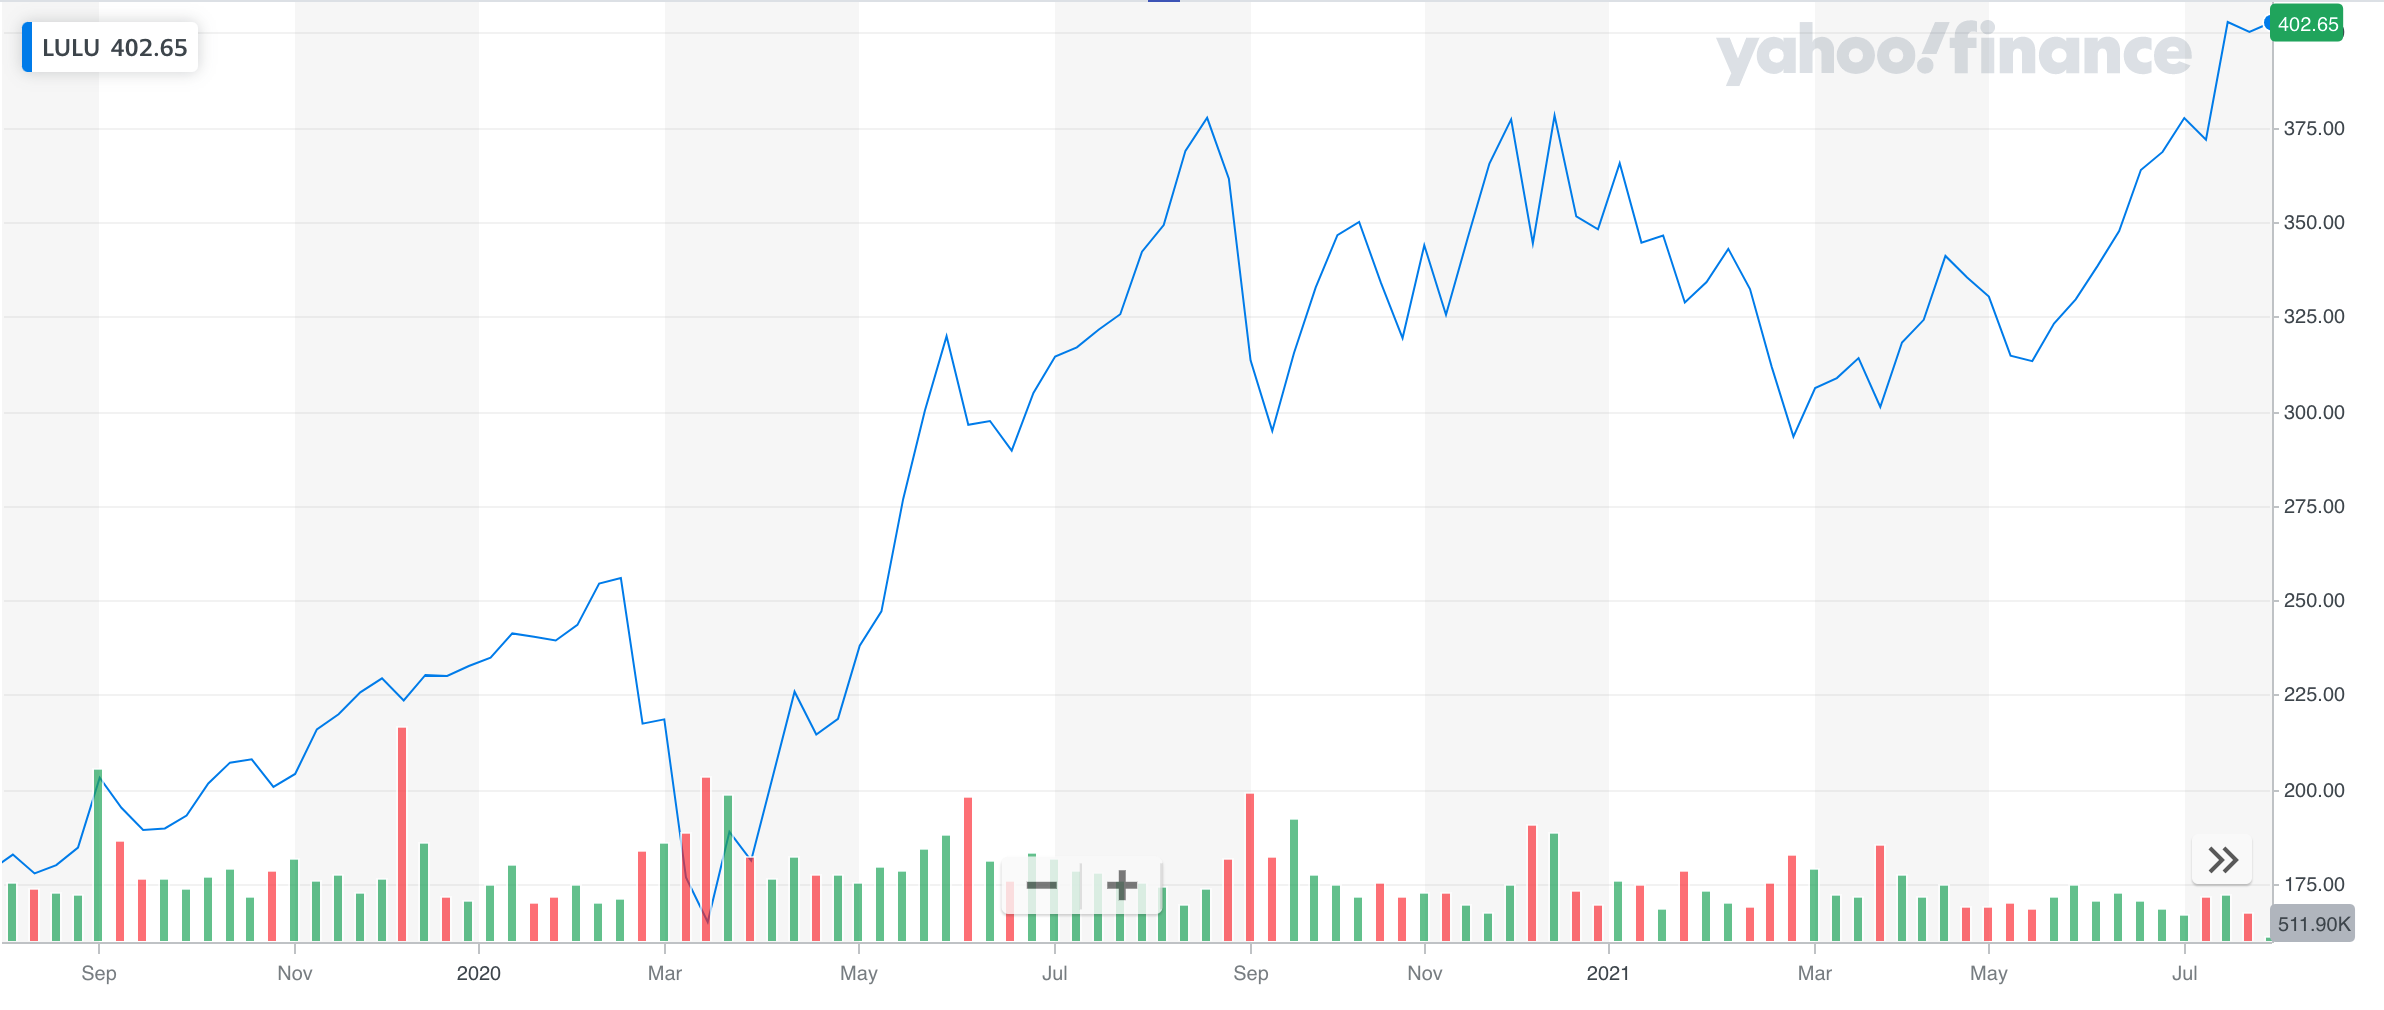 LULU 402.65
yahoo!finance
402.65
375.00
350.00
325.00
300.00
275.00
250.00
225.00
200.00
175.00
511.90K
Sep Nov 2020 Mar May Jul Sep Nov 2021 Mar May Jul